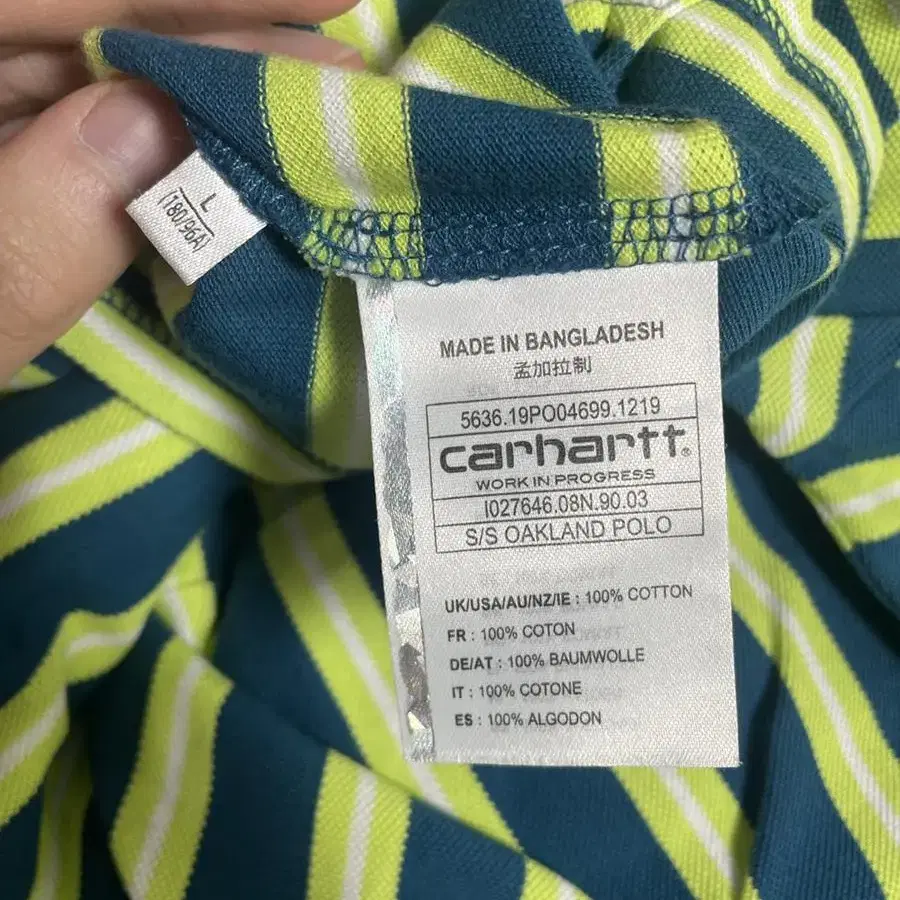 L
(180/96A)
MADE IN BANGLADESH
孟加拉制
5636.19PO04699.1219
carhartt®
WORK IN PROGRESS
I027646.08N.90.03
S/S OAKLAND POLO
UK/USA/AU/NZ/IE : 100% COTTON
FR : 100% COTON
DE/AT : 100% BAUMWOLLE
IT : 100% COTONE
ES : 100% ALGODON